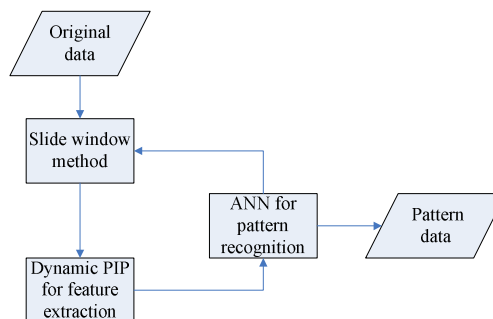 Original
data
Slide window
method
ANN for
pattern
recognition
Pattern
data
Dynamic PIP
for feature
extraction